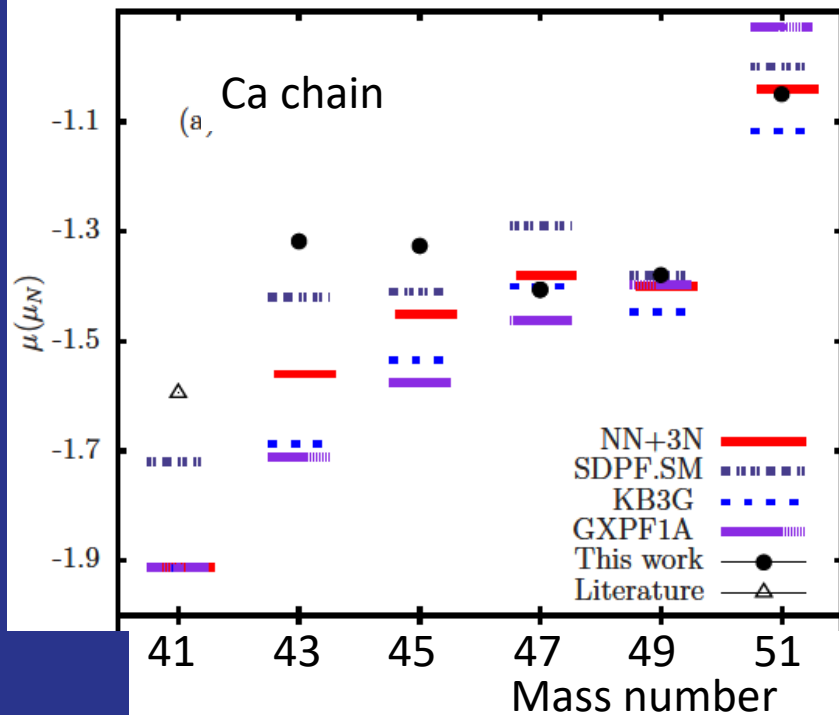 Ca chain
(a,
-1.1
-1.3
-1.5
-1.7
-1.9
μ(μN)
NN+3N
SDPF.SM
KB3G
GXPF1A
This work
Literature
41 43 45 47 49 51
Mass number